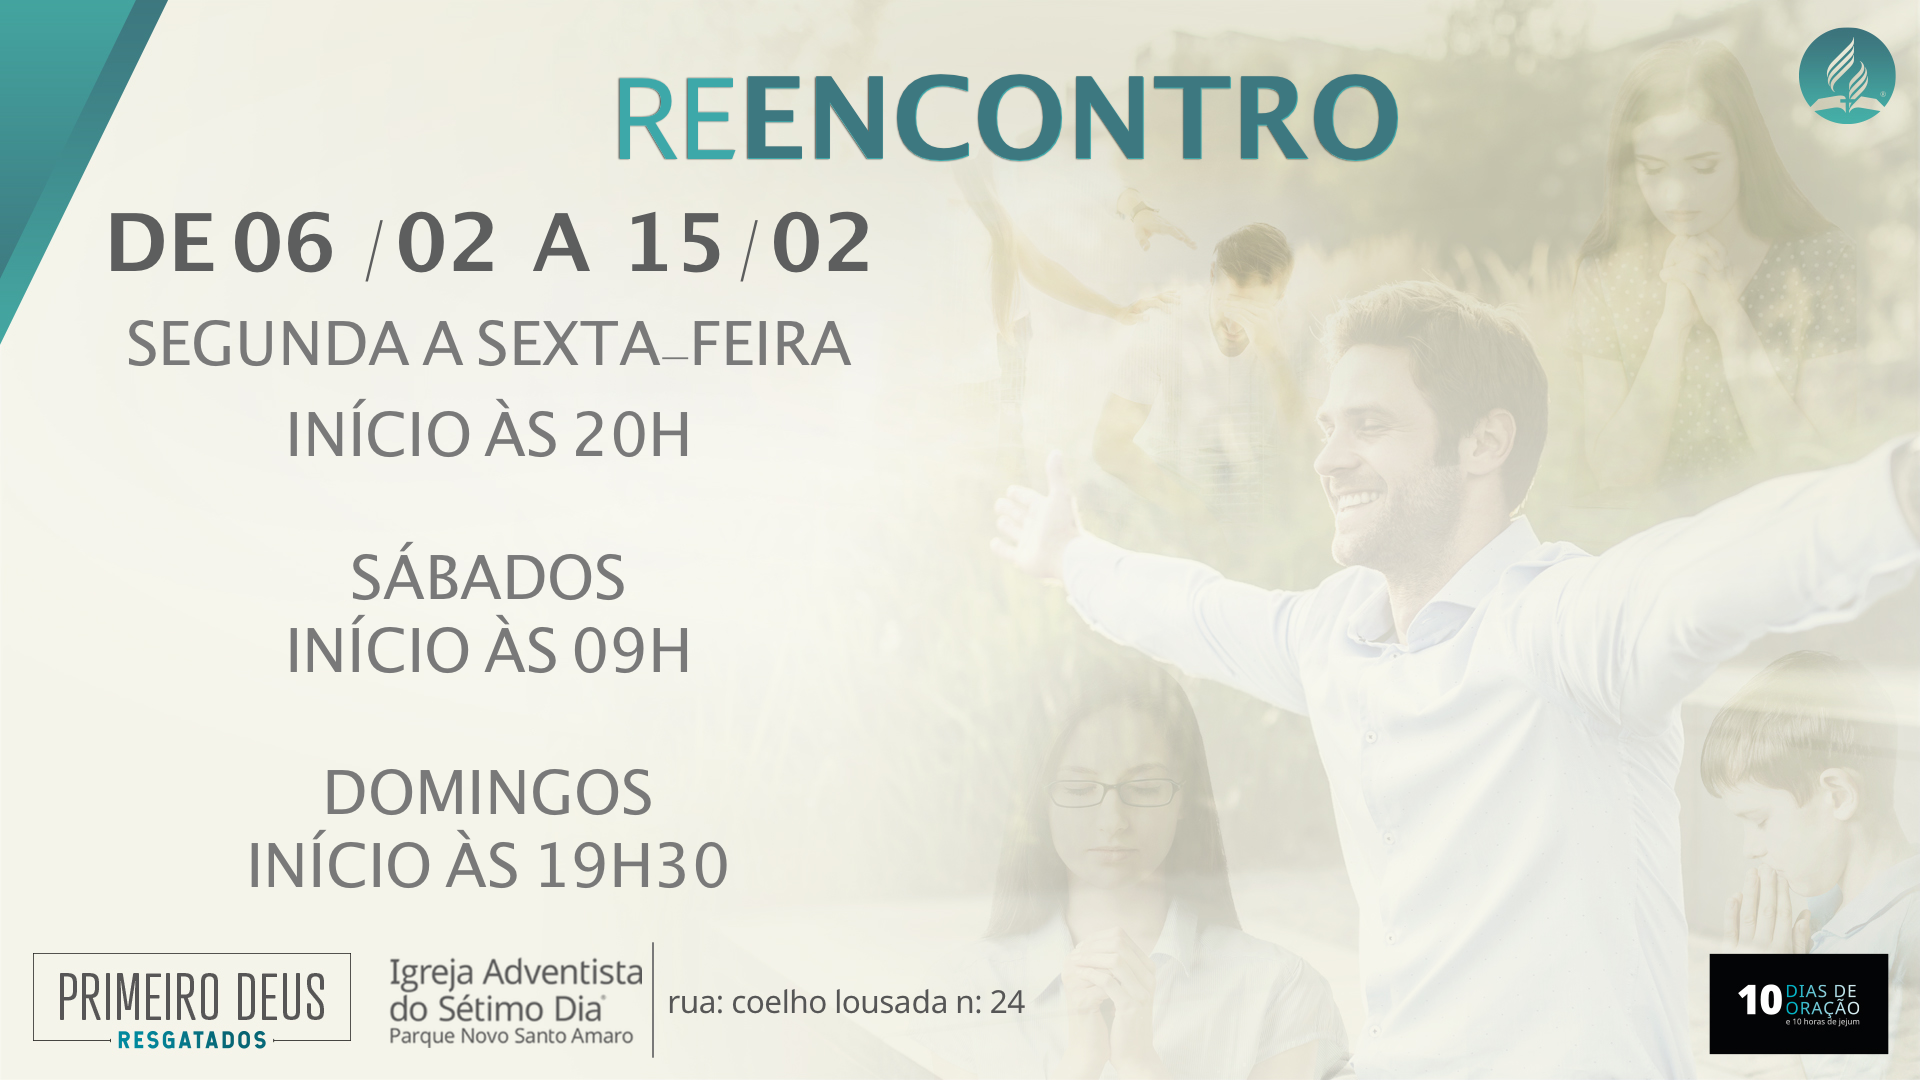 REENCONTRO
DE 06 / 02 A 15 / 02
SEGUNDA A SEXTA-FEIRA
INÍCIO ÀS 20H
SÁBADOS
INÍCIO ÀS 09H
DOMINGOS
INÍCIO ÀS 19H30
PRIMEIRO DEUS
RESGATADOS
Igreja Adventista
do Sétimo Dia®
Parque Novo Santo Amaro
rua: coelho lousada n: 24
10 DIAS DE
ORAÇÃO
e 10 horas de jejum